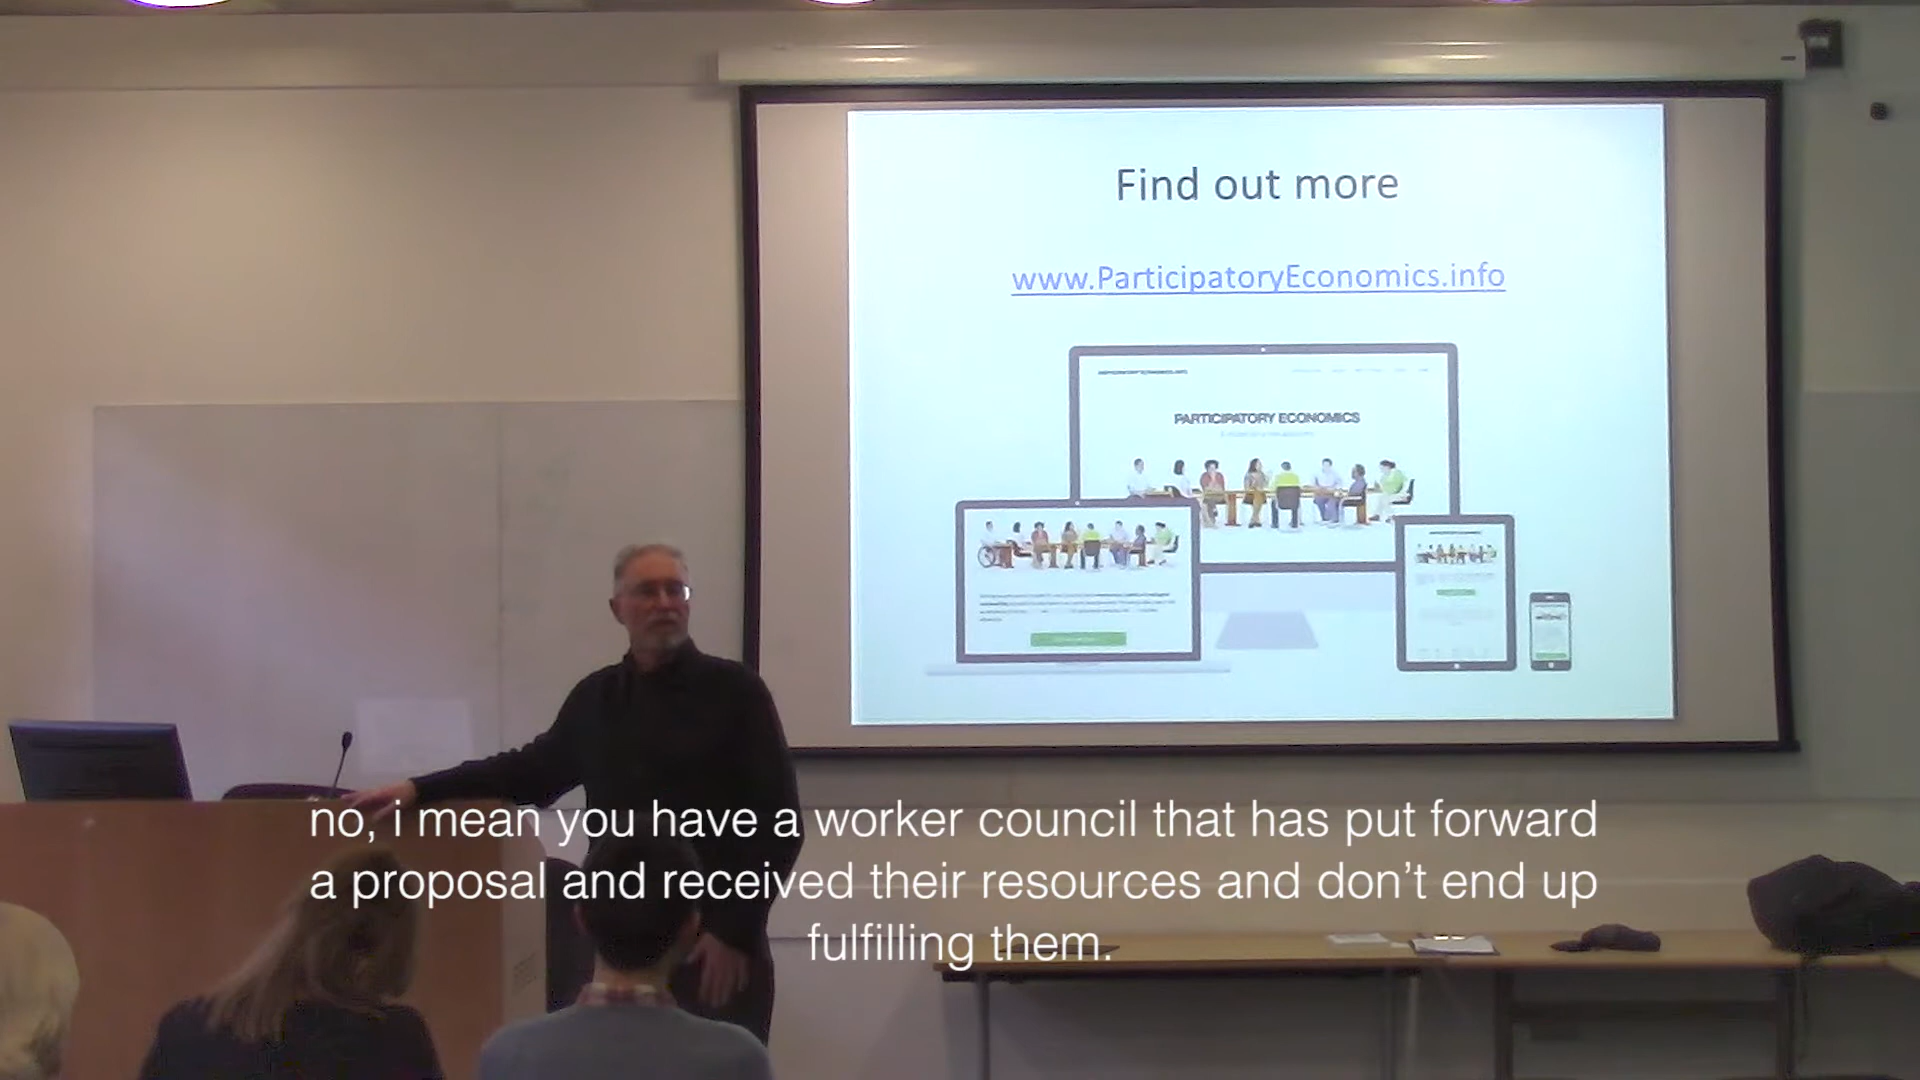 Find out more
www.ParticipatoryEconomics.info
PARTICIPATORY ECONOMICS
no, i mean you have a worker council that has put forward
a proposal and received their resources and don't end up
fulfilling them.